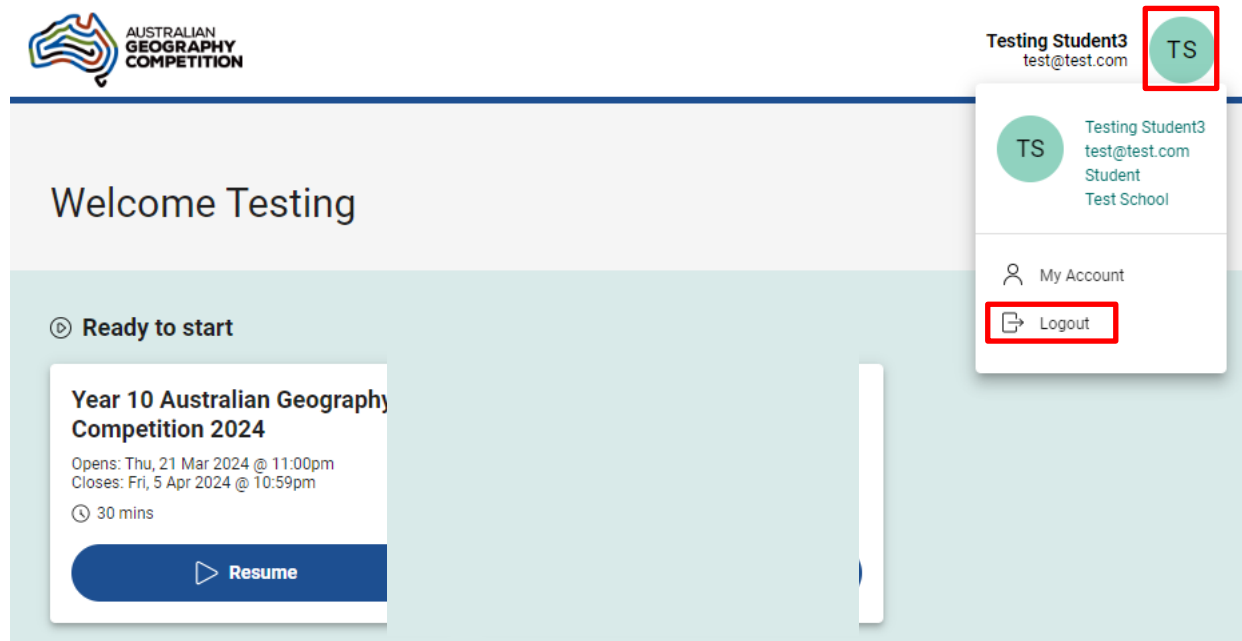 AUSTRALIAN
GEOGRAPHY
COMPETITION
Testing Student3
test@test.com
TS
TS
Testing Student3
test@test.com
Student
Test School
Welcome Testing
My Account
Logout
Ready to start
Year 10 Australian Geography
Competition 2024
Opens: Thu, 21 Mar 2024 @ 11:00pm
Closes: Fri, 5 Apr 2024 @ 10:59pm
30 mins
Resume